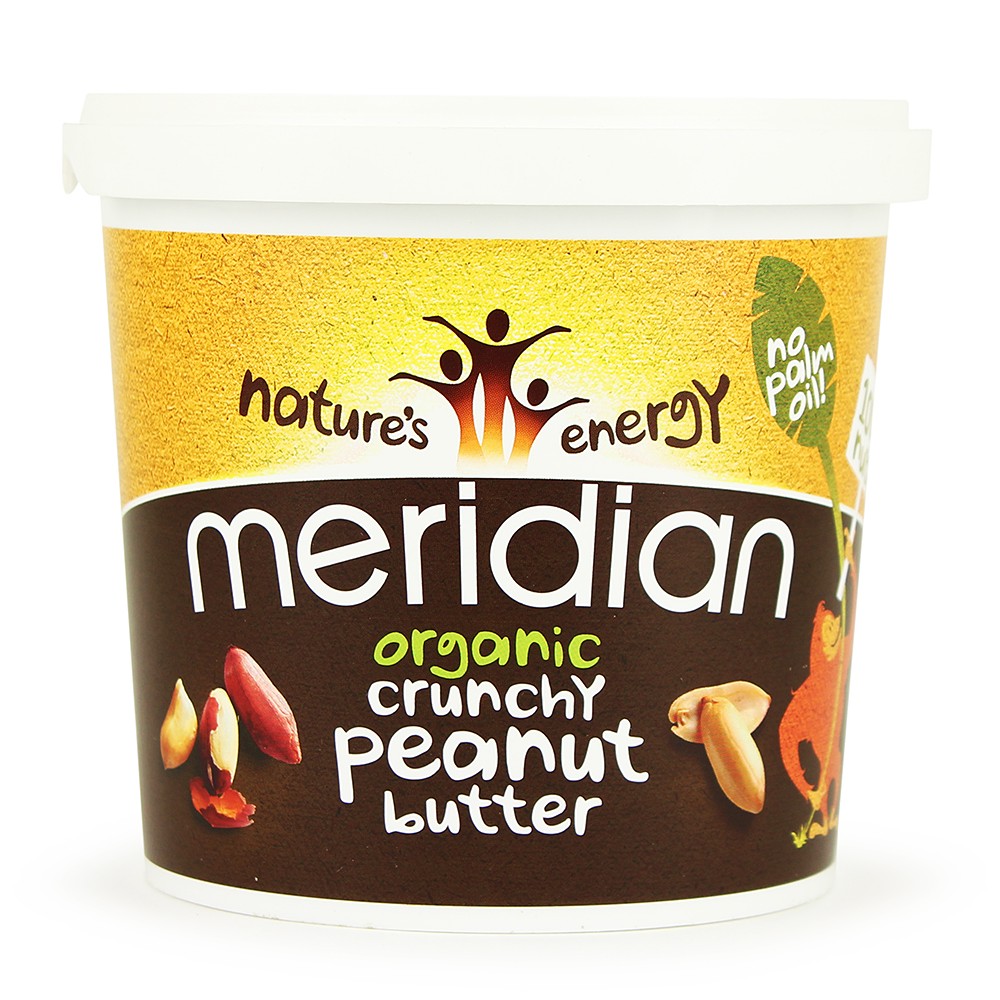 nature's energy
no
palm
oil!
meridian
organic
crunchy
peanut
butter